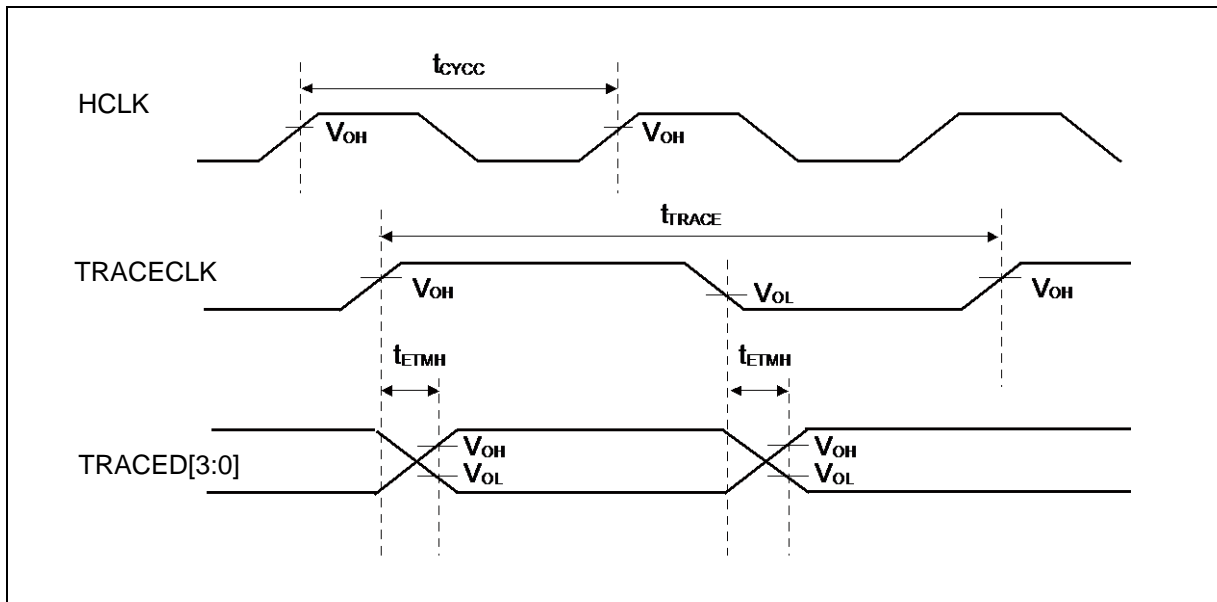 tCYCC
HCLK
VOH VOH
tTRACE
TRACECLK
VOH VOL VOH
tETMH tETMH
TRACED[3:0]
VOH VOH
VOL VOL